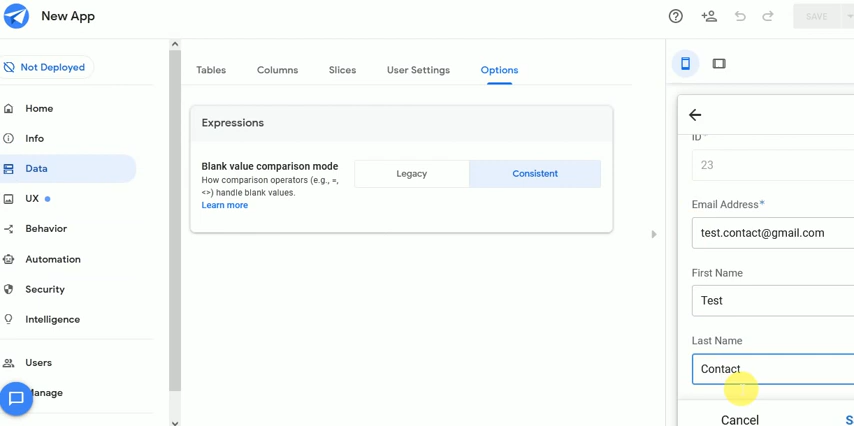 New App
SAVE
Not Deployed
Home
Info
Data
UX
Behavior
Automation
Security
Intelligence
Users
Manage
Tables Columns Slices User Settings Options
Expressions
Blank value comparison mode
How comparison operators (e.g., =,
<>) handle blank values.
Learn more
Legacy Consistent
ID*
23
Email Address*
test.contact@gmail.com
First Name
Test
Last Name
Contact
Cancel S